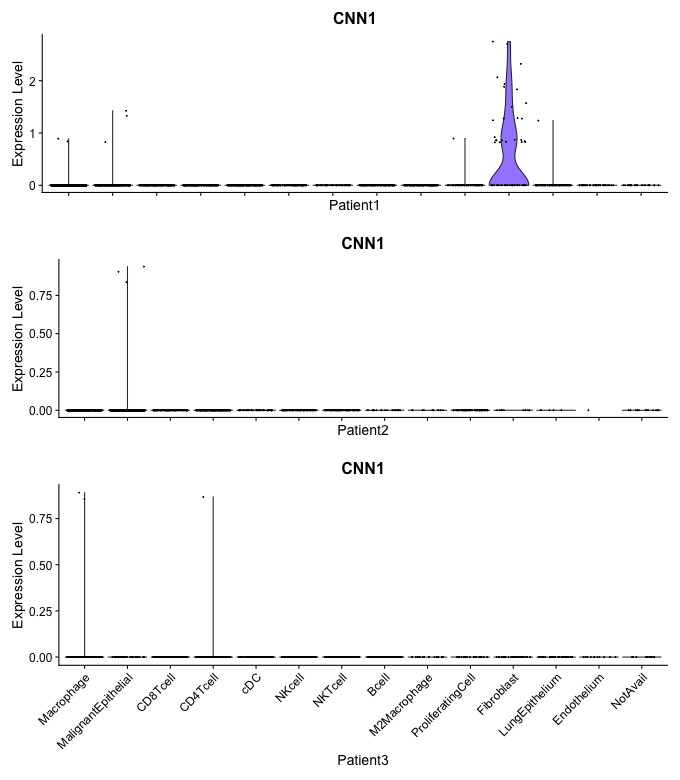 CNN1
Expression Level
2
1
0
Patient1
CNN1
Expression Level
0.75
0.50
0.25
0.00
Patient2
CNN1
Expression Level
0.75
0.50
0.25
0.00
Macrophage
MalignantEpithelial
CD8Tcell
CD4Tcell
cDC
NKcell
NKTcell
Bcell
M2Macrophage
ProliferatingCell
Fibroblast
LungEpithelium
Endothelium
NotAvail
Patient3